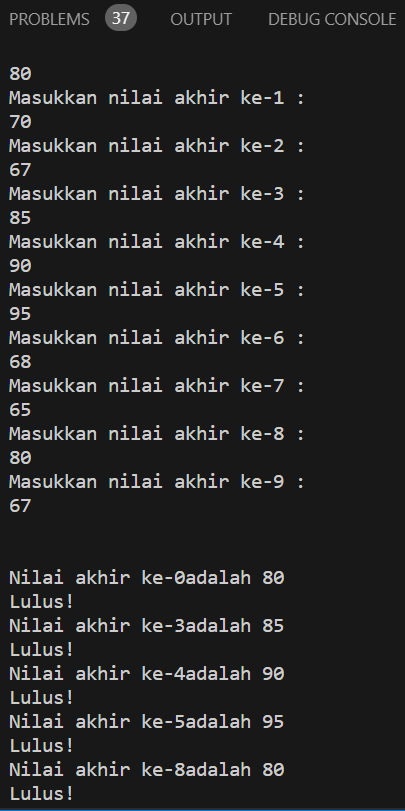 PROBLEMS 37 OUTPUT DEBUG CONSOLE
80
Masukkan nilai akhir ke-1 :
70
Masukkan nilai akhir ke-2 :
67
Masukkan nilai akhir ke-3 :
85
Masukkan nilai akhir ke-4 :
90
Masukkan nilai akhir ke-5 :
95
Masukkan nilai akhir ke-6 :
68
Masukkan nilai akhir ke-7 :
65
Masukkan nilai akhir ke-8 :
80
Masukkan nilai akhir ke-9 :
67
Nilai akhir ke-0adalah 80
Lulus!
Nilai akhir ke-3adalah 85
Lulus!
Nilai akhir ke-4adalah 90
Lulus!
Nilai akhir ke-5adalah 95
Lulus!
Nilai akhir ke-8adalah 80
Lulus!